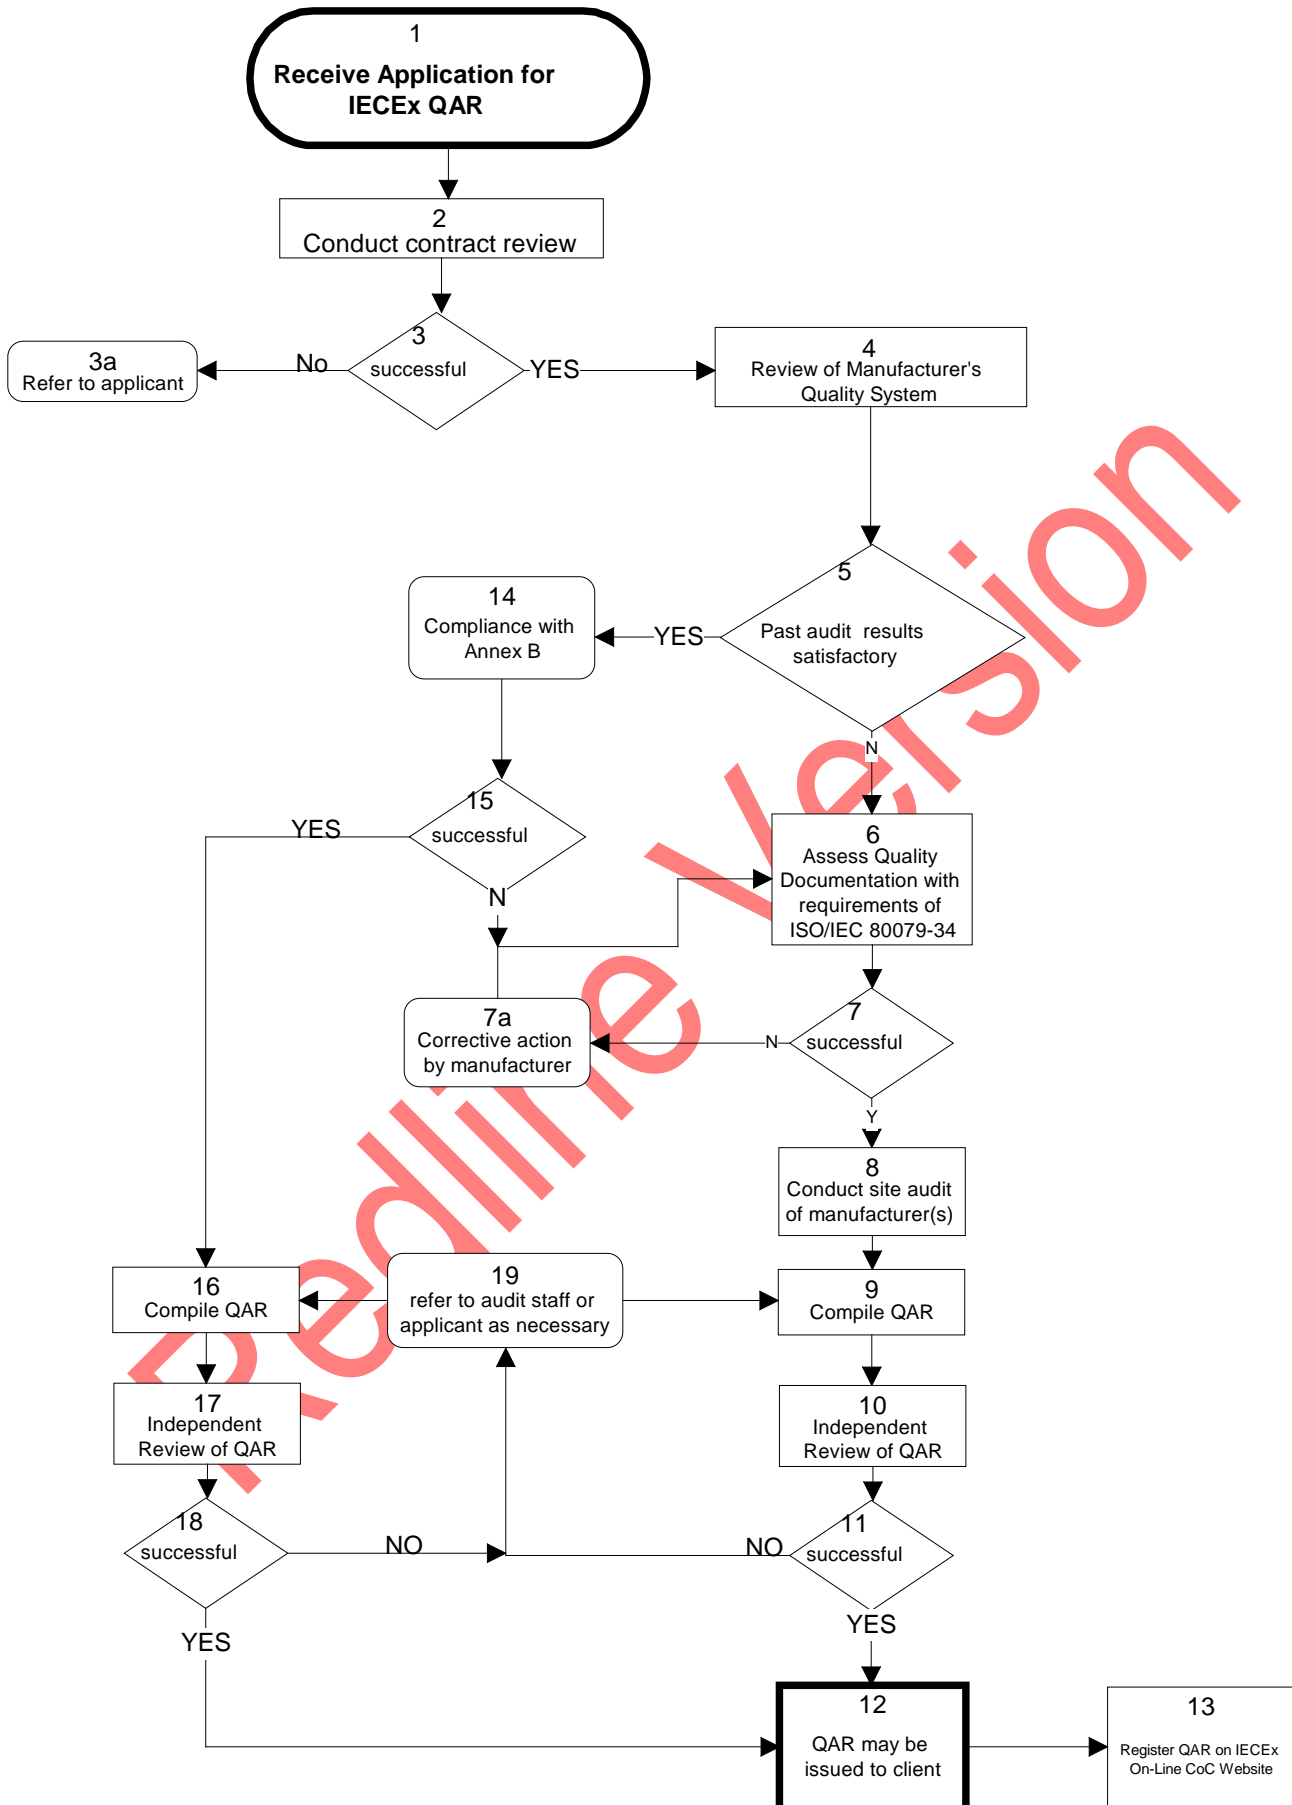 1
Receive Application for
IECEx QAR
2
Conduct contract review
3
successful
No
YES
3a
Refer to applicant
4
Review of Manufacturer's
Quality System
5
Past audit results
satisfactory
YES
N
14
Compliance with
Annex B
15
successful
YES
N
6
Assess Quality
Documentation with
requirements of
ISO/IEC 80079-34
7
successful
N
Y
7a
Corrective action
by manufacturer
8
Conduct site audit
of manufacturer(s)
16
Compile QAR
19
refer to audit staff or
applicant as necessary
9
Compile QAR
17
Independent
Review of QAR
10
Independent
Review of QAR
18
successful
NO
YES
11
successful
NO
YES
12
QAR may be
issued to client
13
Register QAR on IECEx
On-Line CoC Website
Redline Version